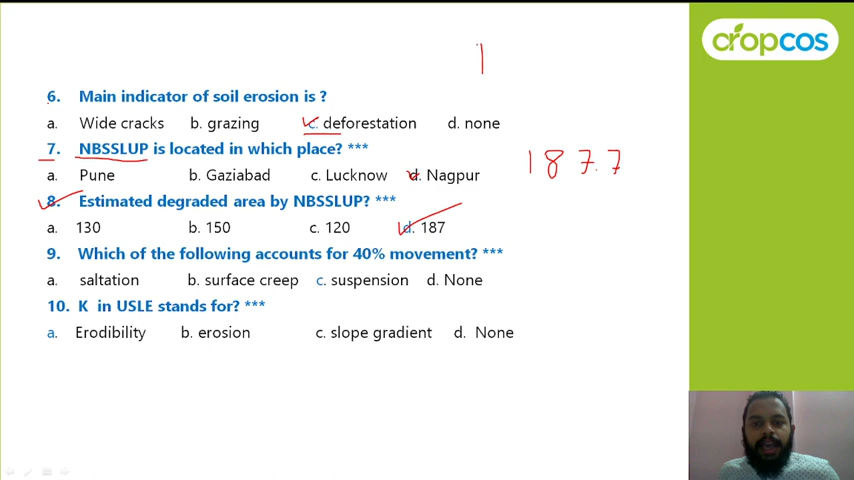 cropcos
6. Main indicator of soil erosion is ?
a. Wide cracks b. grazing c. deforestation d. none
7. NBSSLUP is located in which place? ***
a. Pune b. Gaziabad c. Lucknow d. Nagpur
187.7
8. Estimated degraded area by NBSSLUP? ***
a. 130 b. 150 c. 120 d. 187
9. Which of the following accounts for 40% movement? ***
a. saltation b. surface creep c. suspension d. None
10. K in USLE stands for? ***
a. Erodibility b. erosion c. slope gradient d. None